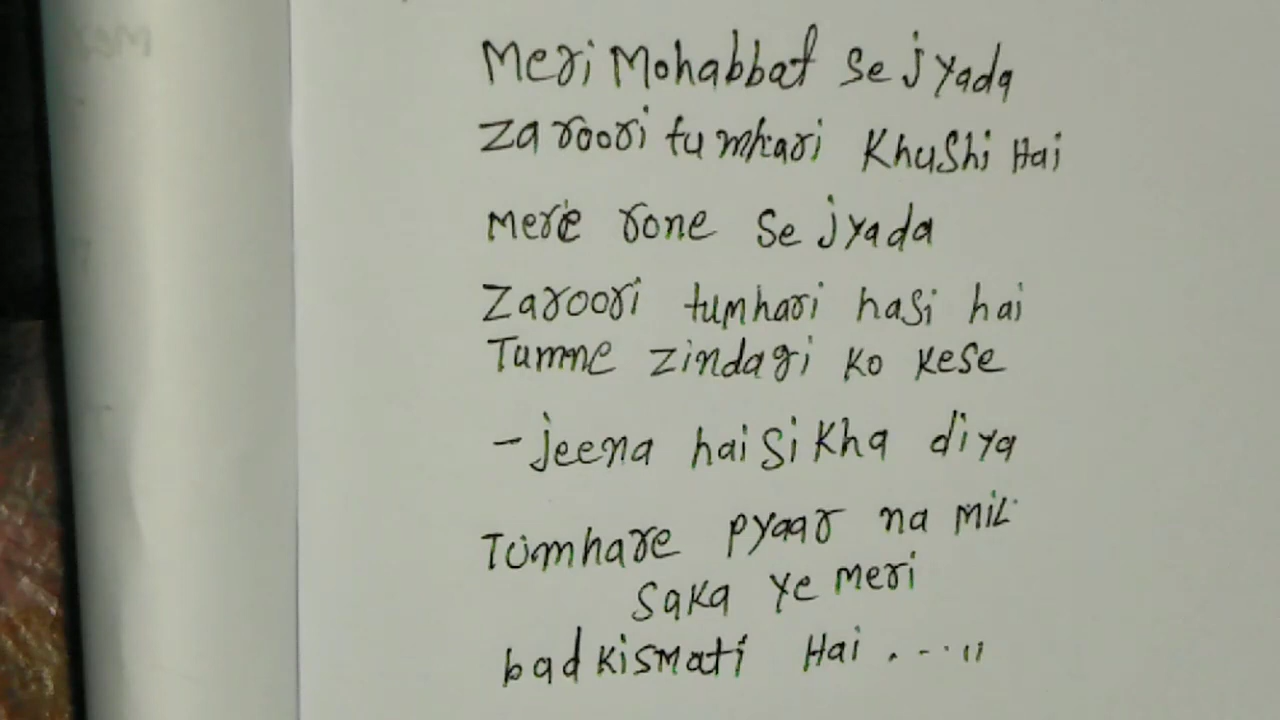 Meri Mohabbat se jyada
Zaroori tumhari Khushi Hai
Mere rone se jyada
Zaroori tumhari hasi hai
Tumne zindagi ko kese
- jeena hai sikha diya
Tumhare pyaar na mil
saka ye meri
badkismati Hai . - - . ,,